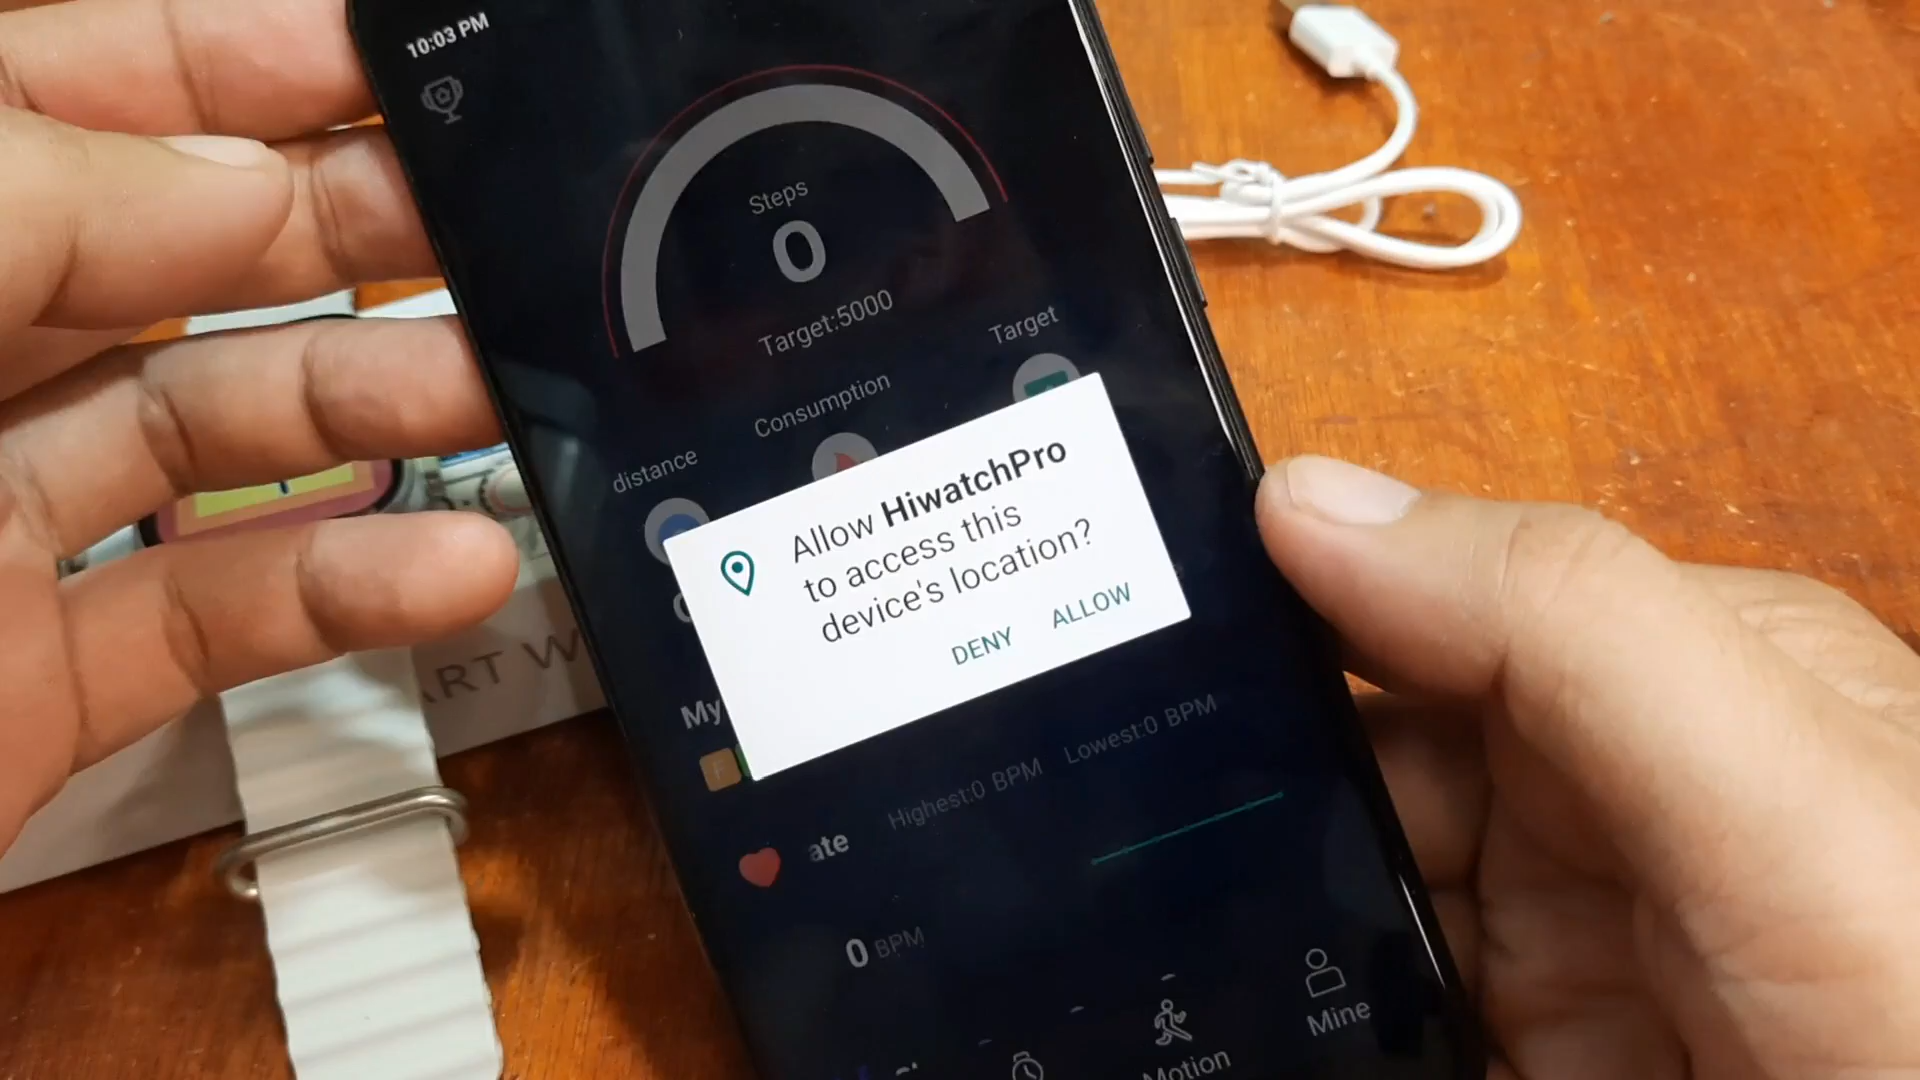 10:03 PM
Steps
0
Target:5000
distance
Consumption
Target
Allow HiwatchPro
to access this
device's location?
DENY
ALLOW
My
F
ate
Highest:0 BPM
Lowest:0 BPM
0 BPM
Motion
Mine
ART W